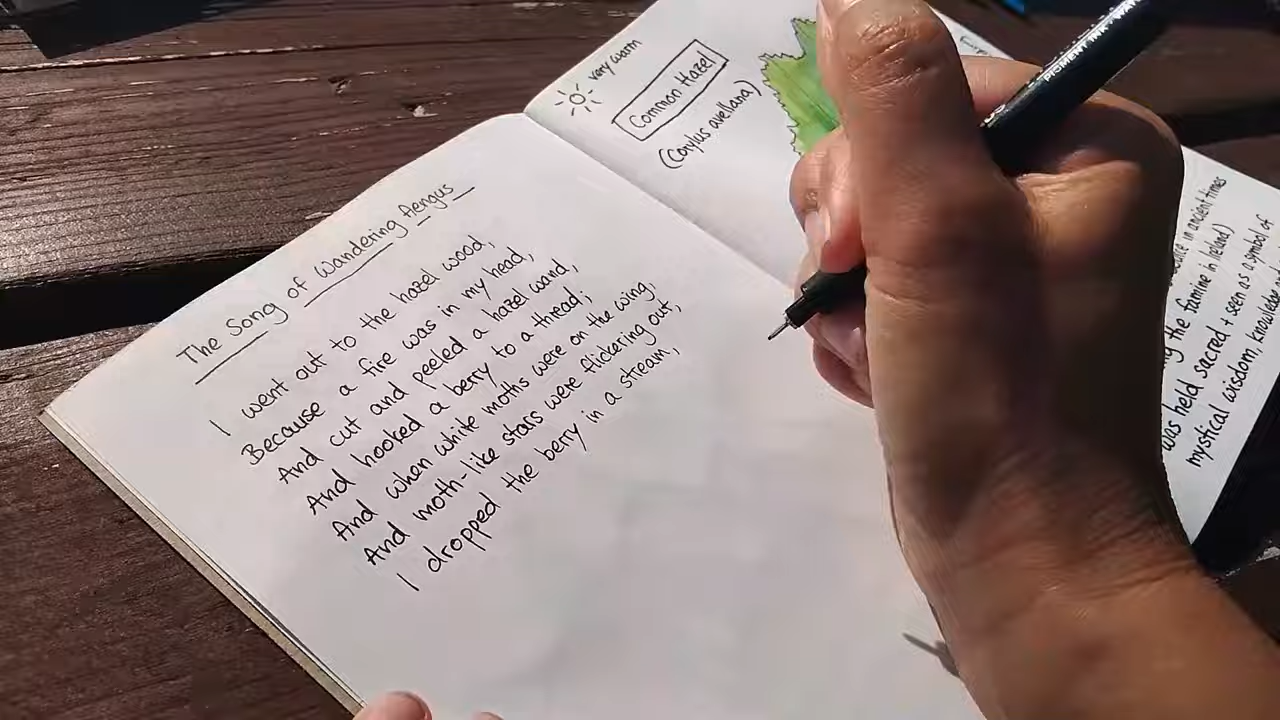 The Song of Wandering Aengus
I went out to the hazel wood,
Because a fire was in my head,
And cut and peeled a hazel wand,
And hooked a berry to a thread;
And when white moths were on the wing,
And moth-like stars were flickering out,
I dropped the berry in a stream,
very warm
Common Hazel
(Corylus avellana)
in ancient times
the famine in Ireland)
was held sacred + seen as a symbol of
mystical wisdom, knowledge
PIGMENT INK